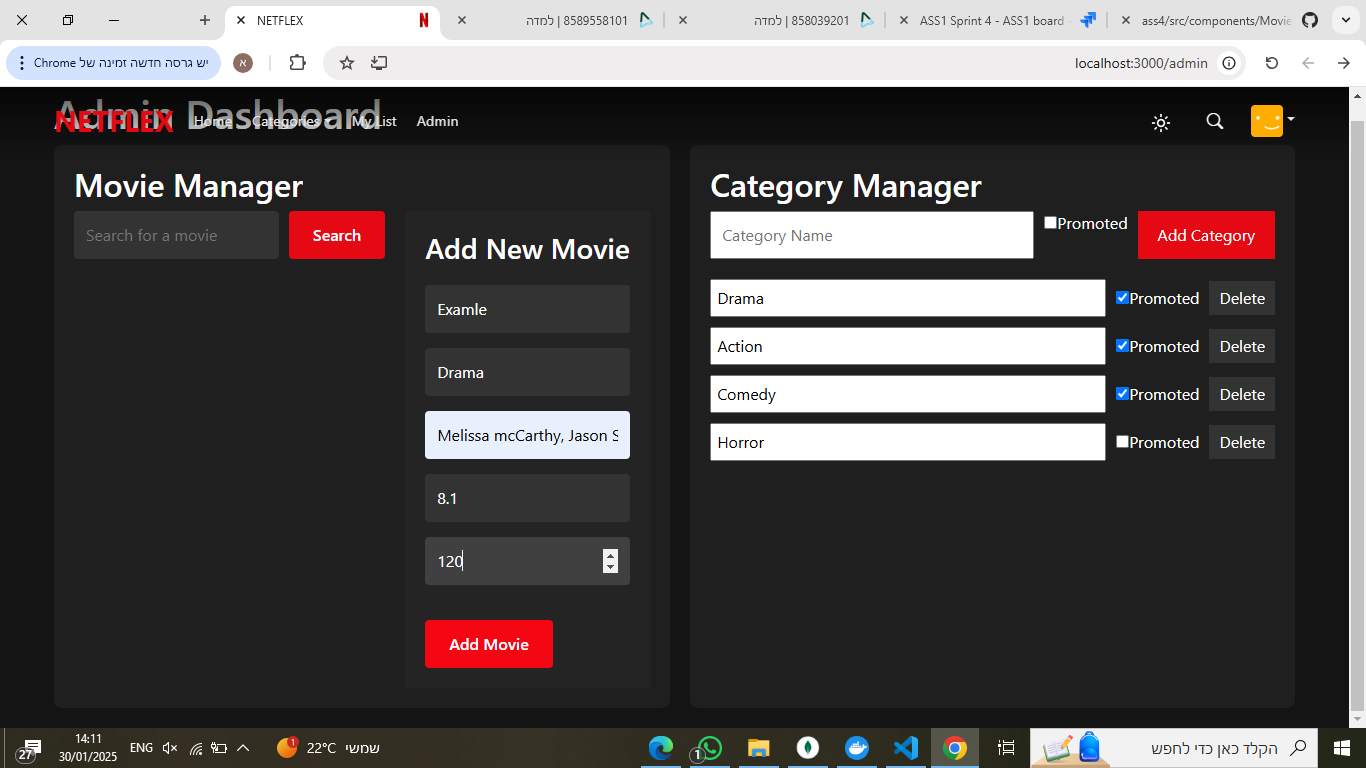 NETFLEX
8589558101 | למדה
858039201 | למדה
ASS1 Sprint 4 - ASS1 board
ass4/src/components/Movie
יש גרסה חדשה זמינה של Chrome
א
localhost:3000/admin
Admin Dashboard
NETFLEX
Home
Categories
My List
Admin
Movie Manager
Search for a movie
Search
Add New Movie
Examle
Drama
Melissa mcCarthy, Jason S
8.1
120
Add Movie
Category Manager
Category Name
Promoted
Add Category
Drama
Promoted
Delete
Action
Promoted
Delete
Comedy
Promoted
Delete
Horror
Promoted
Delete
27
14:11
30/01/2025
ENG
1
22°C שמשי
1
הקלד כאן כדי לחפש